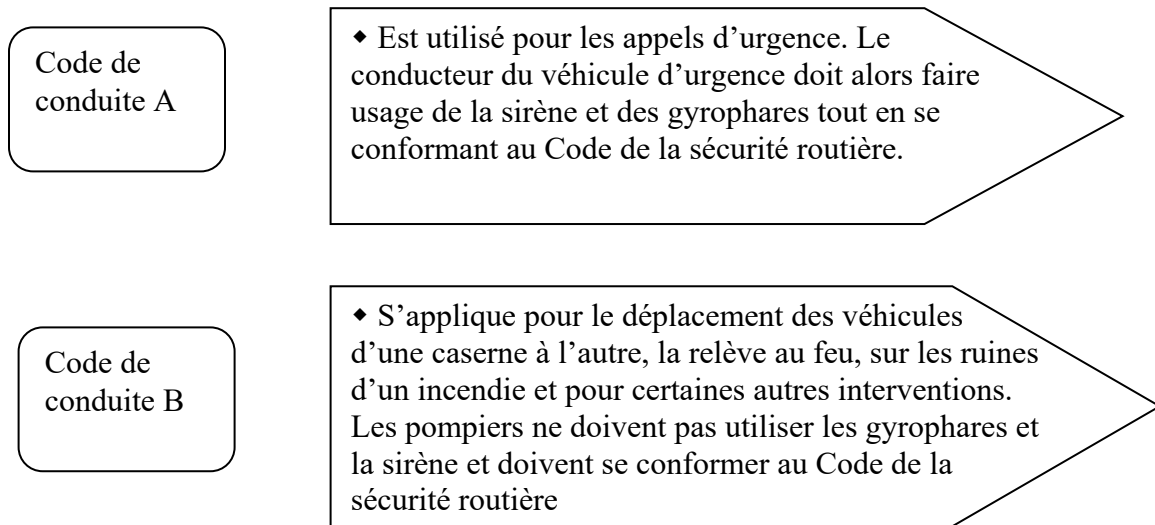 Code de
conduite A
◆ Est utilisé pour les appels d’urgence. Le
conducteur du véhicule d’urgence doit alors faire
usage de la sirène et des gyrophares tout en se
conformant au Code de la sécurité routière.
Code de
conduite B
◆ S’applique pour le déplacement des véhicules
d’une caserne à l’autre, la relève au feu, sur les ruines
d’un incendie et pour certaines autres interventions.
Les pompiers ne doivent pas utiliser les gyrophares et
la sirène et doivent se conformer au Code de la
sécurité routière